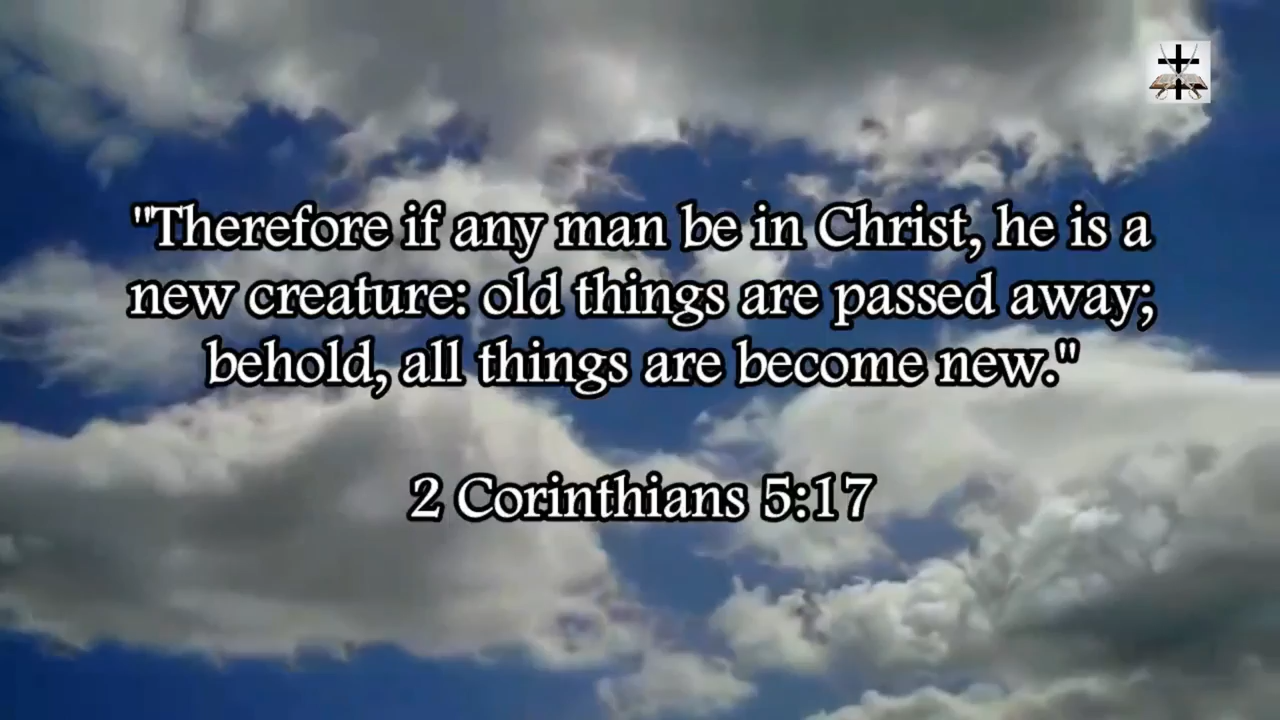 "Therefore if any man be in Christ, he is a
new creature: old things are passed away;
behold, all things are become new."
2 Corinthians 5:17